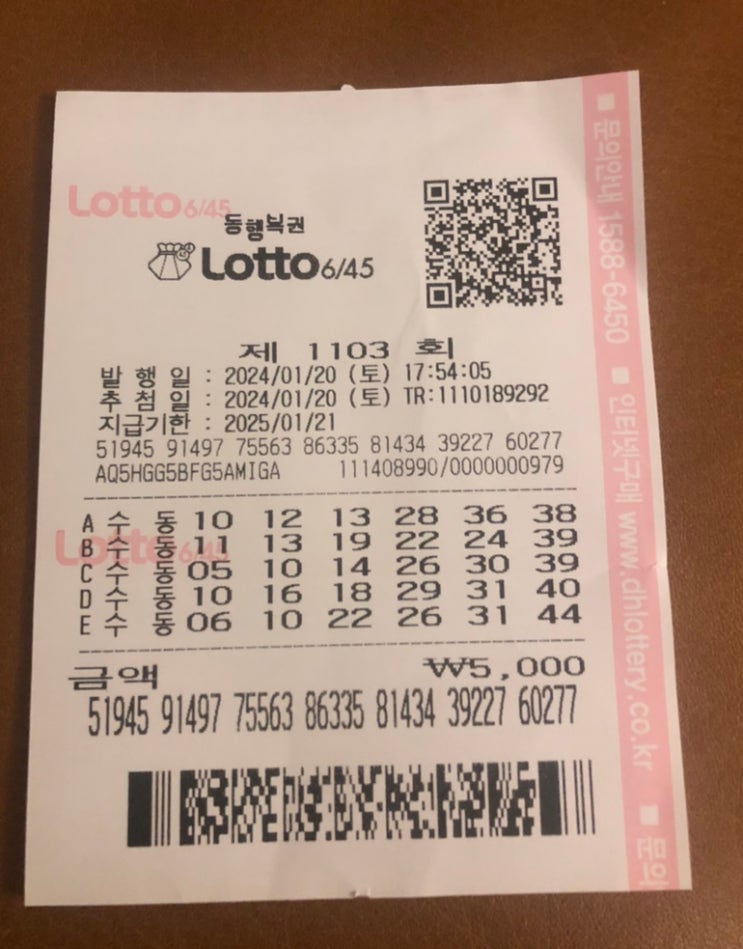 Lotto 6/45
동행복권
Lotto 6/45
제 1103 회
발 행 일 : 2024/01/20 (토) 17:54:05
추 첨 일 : 2024/01/20 (토) TR:1110189292
지급기한 : 2025/01/21
51945 91497 75563 86335 81434 39227 60277
AQ5HGG5BFG5AMIGA 111408990/0000000979
A 수 동 10 12 13 28 36 38
B 수 동 11 13 19 22 24 39
C 수 동 05 10 14 26 30 39
D 수 동 10 16 18 29 31 40
E 수 동 06 10 22 26 31 44
Lotto 6/45
금액 ₩5,000
51945 91497 75563 86335 81434 39227 60277
■ 문의안내 1588-6450 ■ 인터넷구매 www.dhlottery.co.kr ■ 문의